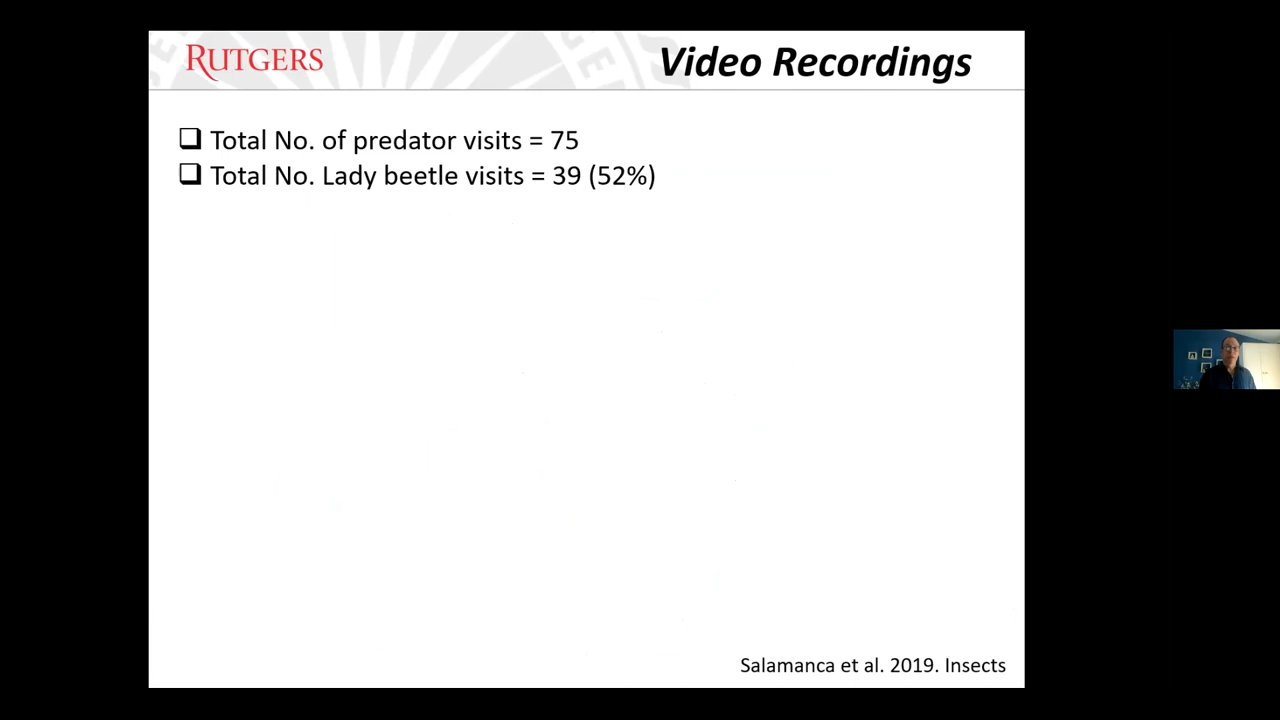 RUTGERS
Video Recordings
Total No. of predator visits = 75
Total No. Lady beetle visits = 39 (52%)
Salamanca et al. 2019. Insects